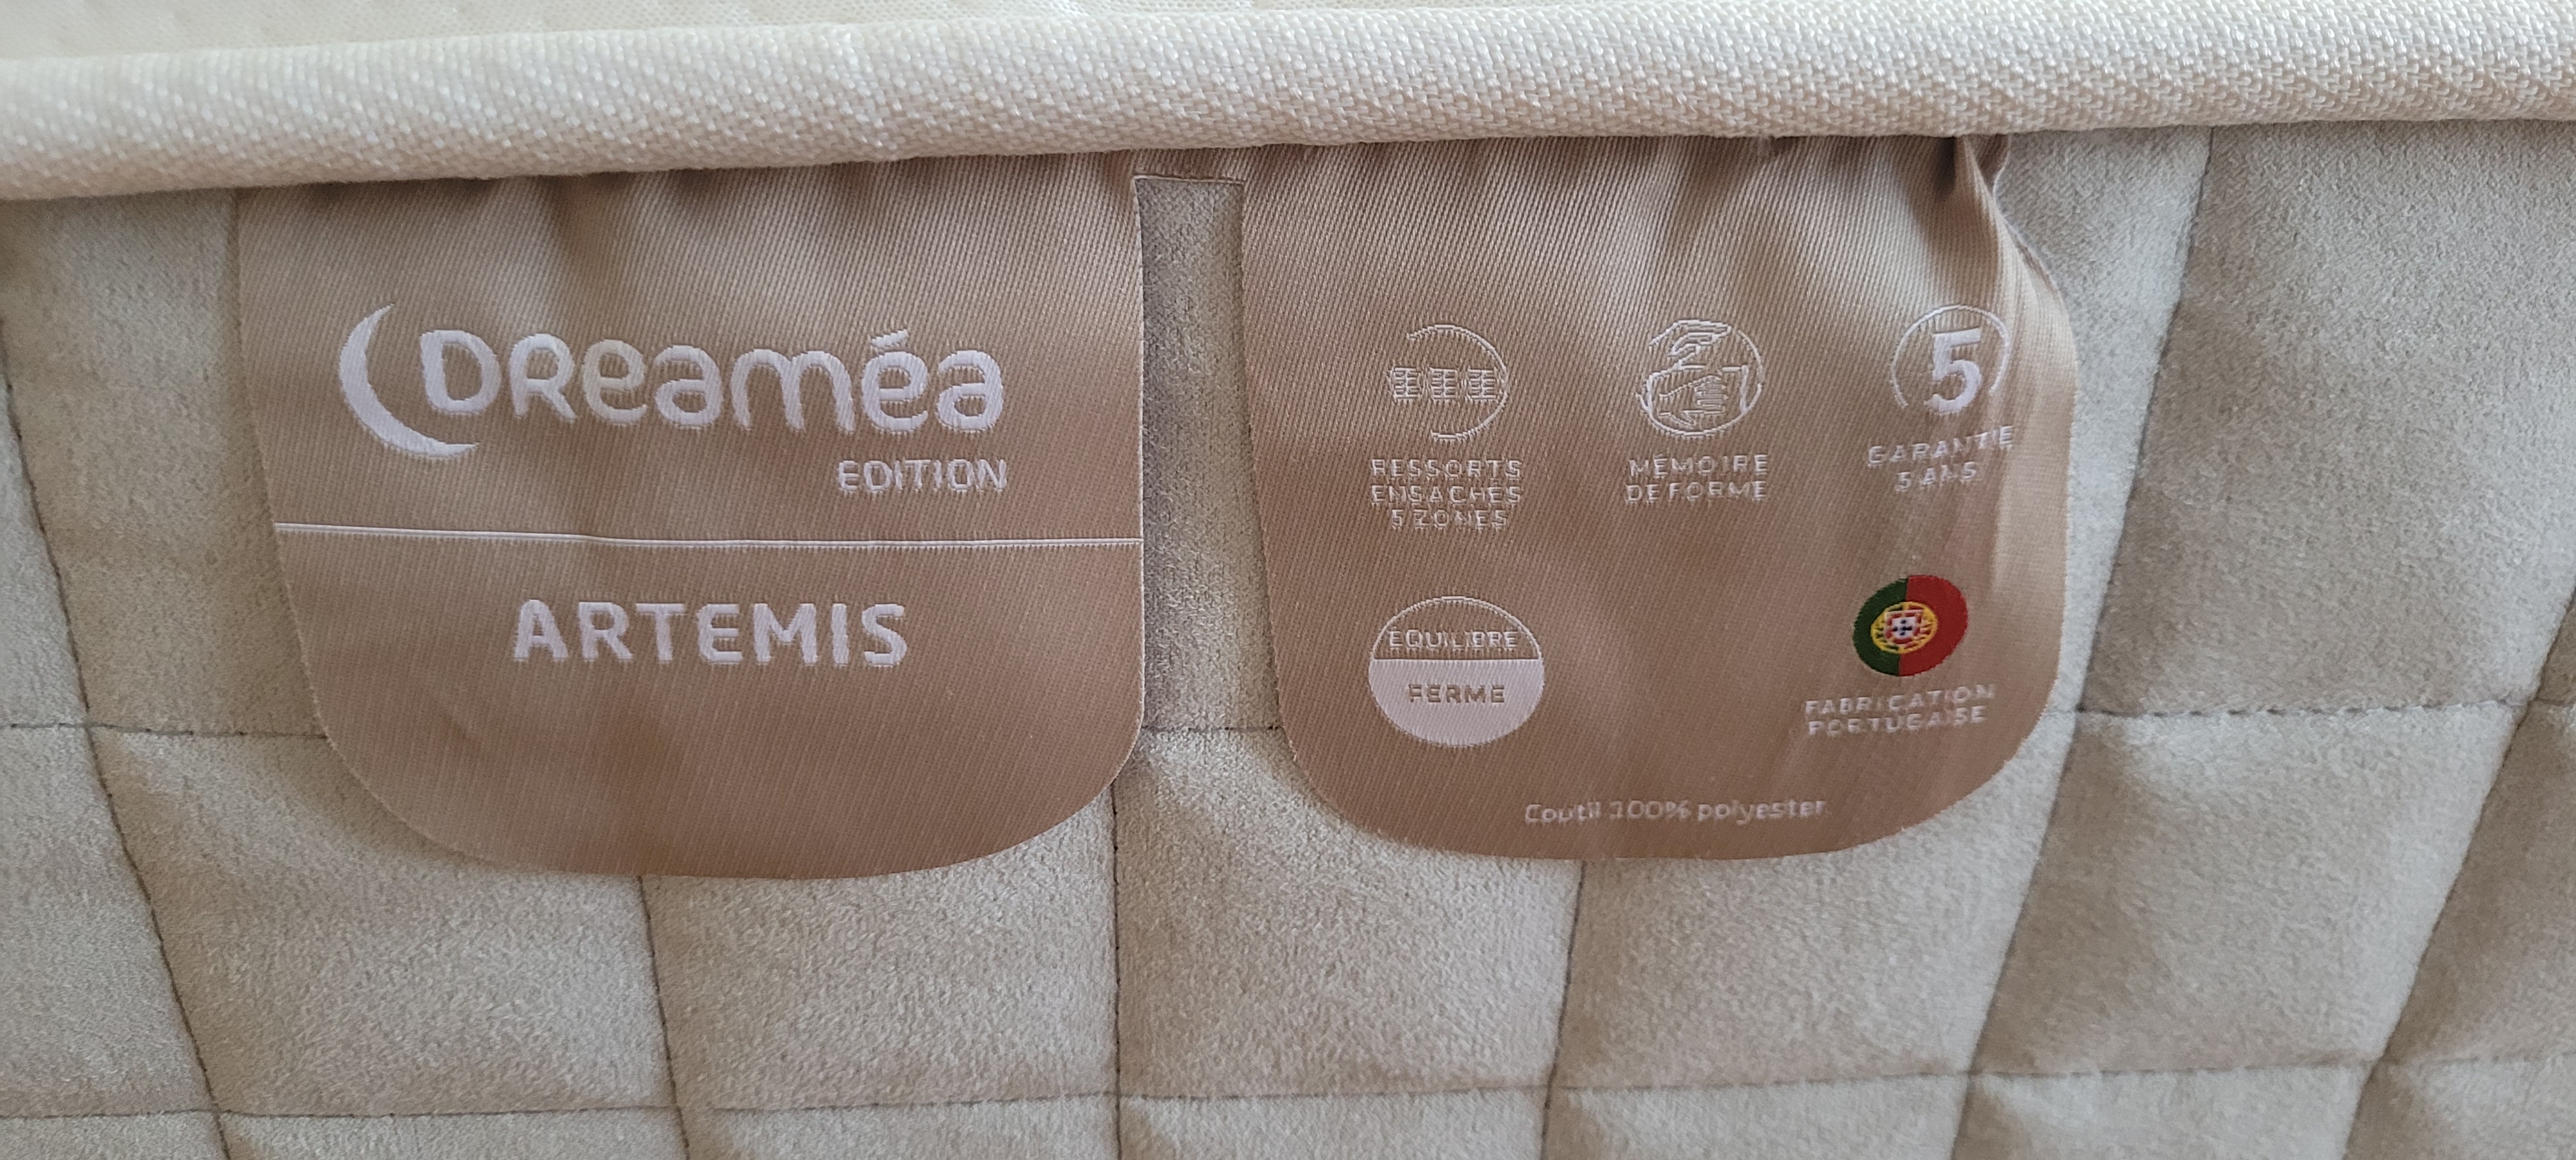 DReaméa
EDITION
ARTEMIS
RESSORTS
ENSACHÉS
5 ZONES
MÉMOIRE
DE FORME
5
GARANTIE
5 ANS
ÉQUILIBRE
FERME
FABRICATION
PORTUGAISE
Coutil 100% polyester